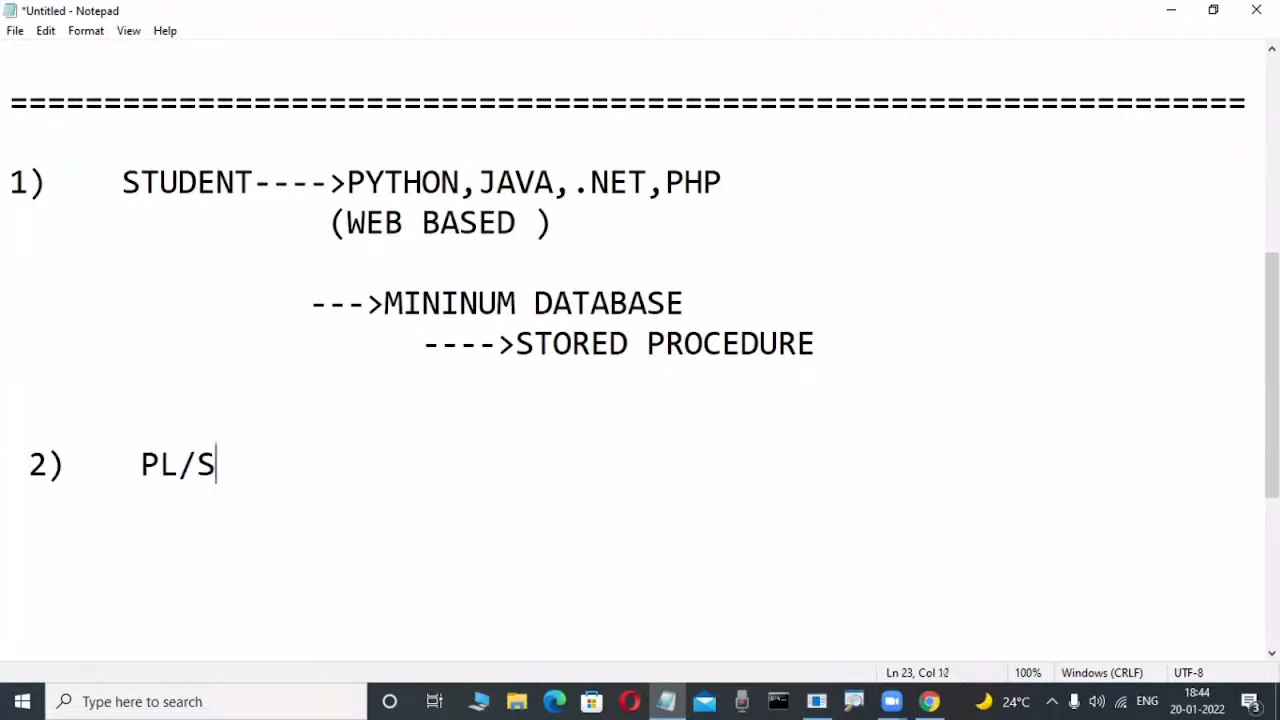 *Untitled - Notepad
File Edit Format View Help
==================================================================
1) STUDENT---->PYTHON,JAVA,.NET,PHP
(WEB BASED )
--->MININUM DATABASE
---->STORED PROCEDURE
2) PL/S
Ln 23, Col 12 100% Windows (CRLF) UTF-8
Type here to search 24°C ENG 18:44 20-01-2022 3